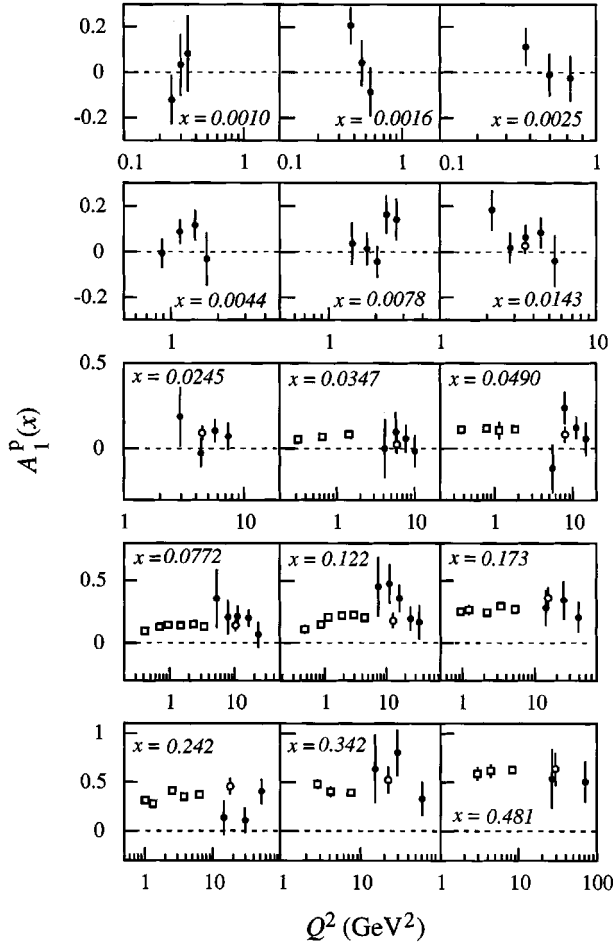 0.2
0
-0.2
x = 0.0010
x = 0.0016
x = 0.0025
0.1 1 0.1 1 0.1 1
0.2
0
-0.2
x = 0.0044
x = 0.0078
x = 0.0143
1 1 1 10
0.5
0
x = 0.0245
x = 0.0347
x = 0.0490
1 10 1 10 1 10
0.5
0
x = 0.0772
x = 0.122
x = 0.173
1 10 1 10 1 10
1
0.5
0
x = 0.242
x = 0.342
x = 0.481
1 10 1 10 1 10 100
A₁ᵖ(x)
Q² (GeV²)